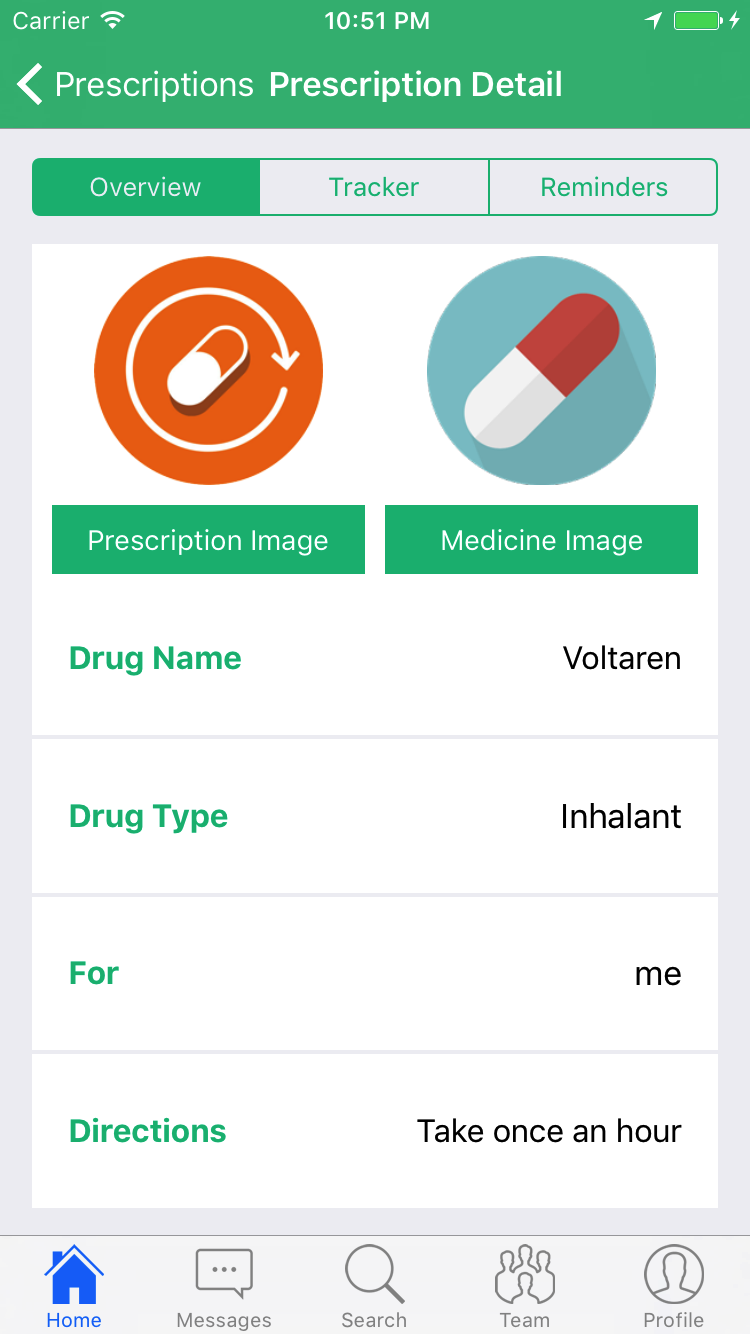 Carrier 10:51 PM
Prescriptions Prescription Detail
Overview Tracker Reminders
Prescription Image Medicine Image
Drug Name Voltaren
Drug Type Inhalant
For me
Directions Take once an hour
Home Messages Search Team Profile